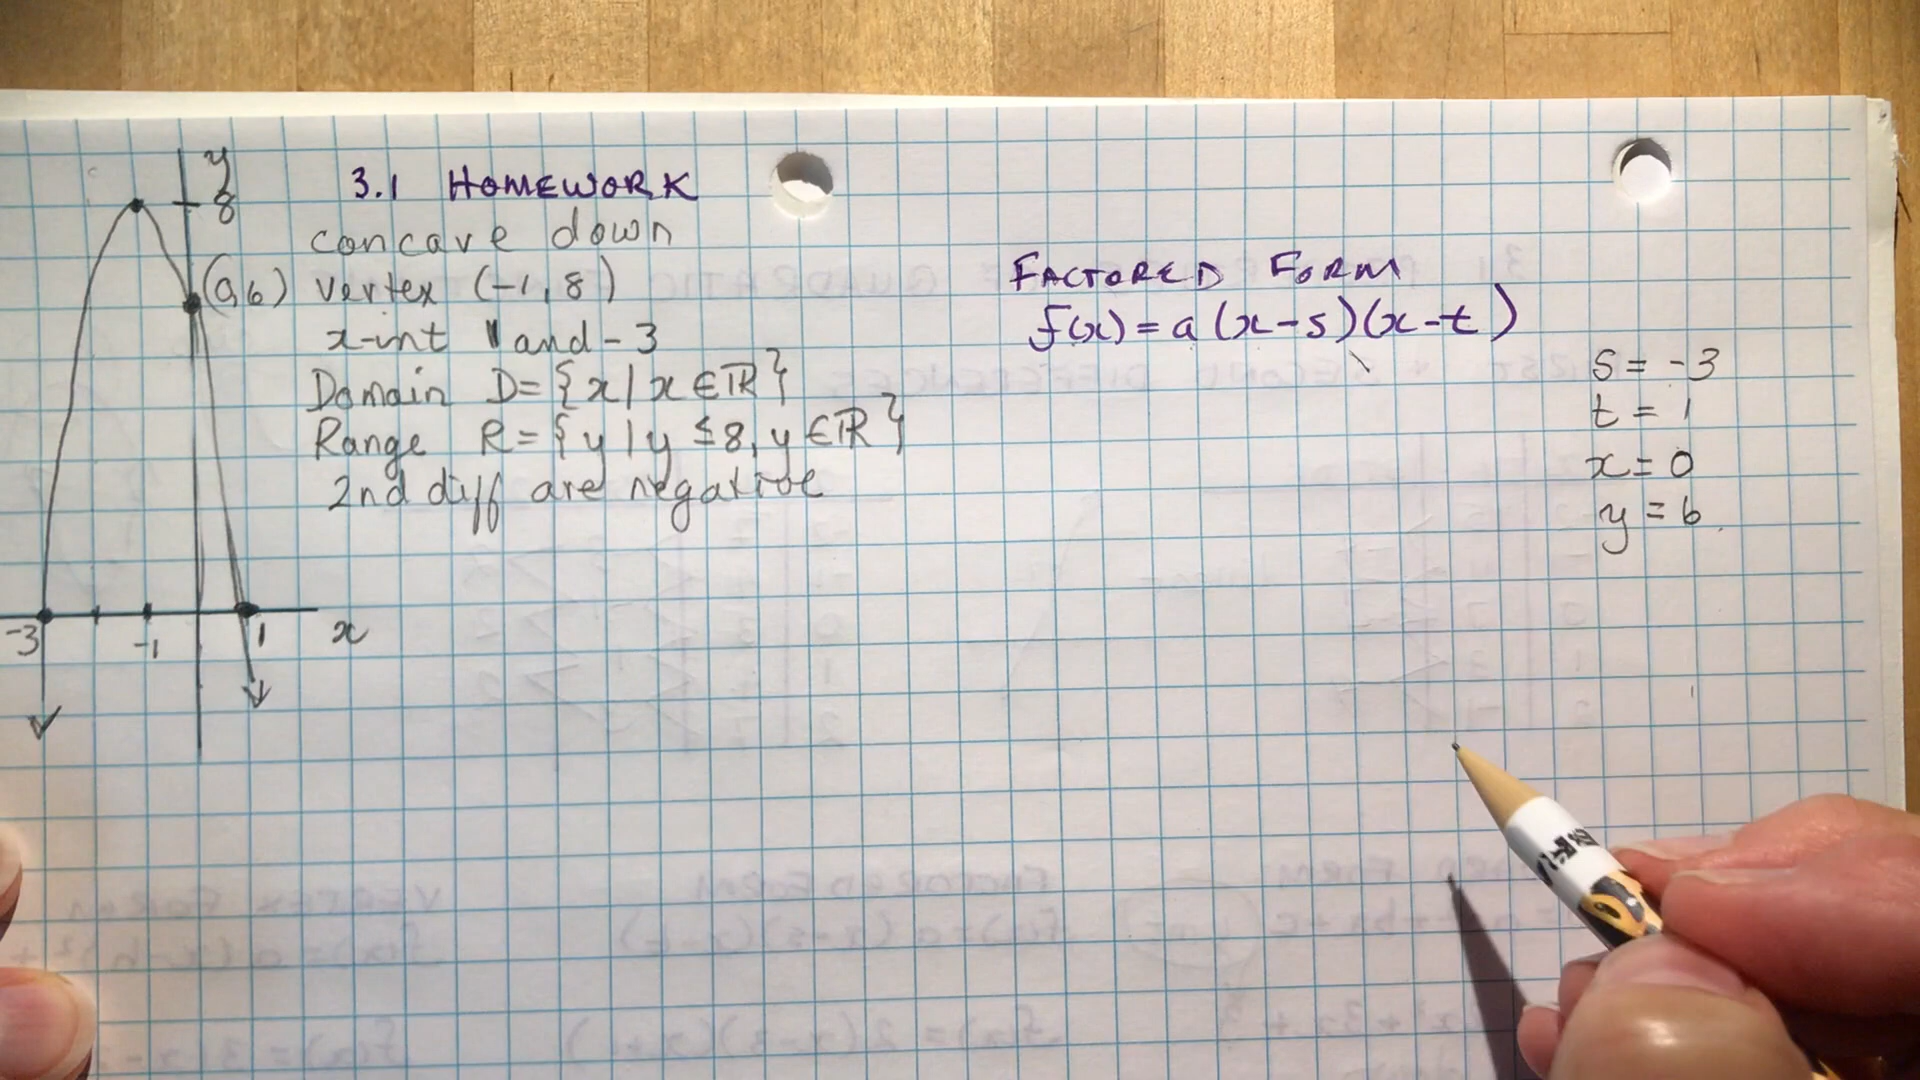 y
8
(0,6)
-3
-1
1
x
3.1 HOMEWORK
concave down
vertex (-1, 8)
x-int 1 and -3
Domain D = {x | x ∈ ℝ}
Range R = {y | y ≤ 8, y ∈ ℝ}
2nd diff are negative
FACTORED FORM
f(x) = a (x-s)(x-t)
s = -3
t = 1
x = 0
y = 6